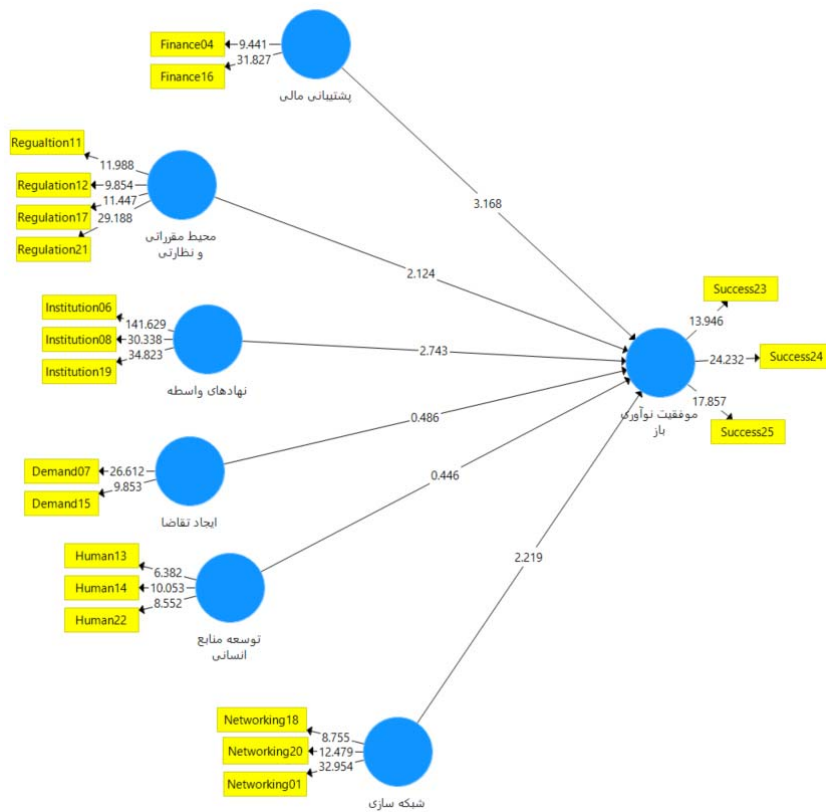 Finance04
9.441
31.827
Finance16
پشتیبانی مالی
3.168
Regualtion11
11.988
Regulation12
9.854
Regulation17
11.447
29.188
Regulation21
محیط مقرراتی
و نظارتی
2.124
Institution06
141.629
Institution08
30.338
34.823
Institution19
نهادهای واسطه
2.743
Success23
13.946
24.232
Success24
17.857
Success25
موفقیت نوآوری
باز
0.486
Demand07
26.612
9.853
Demand15
ایجاد تقاضا
0.446
Human13
6.382
Human14
10.053
8.552
Human22
توسعه منابع
انسانی
2.219
Networking18
8.755
Networking20
12.479
32.954
Networking01
شبکه سازی